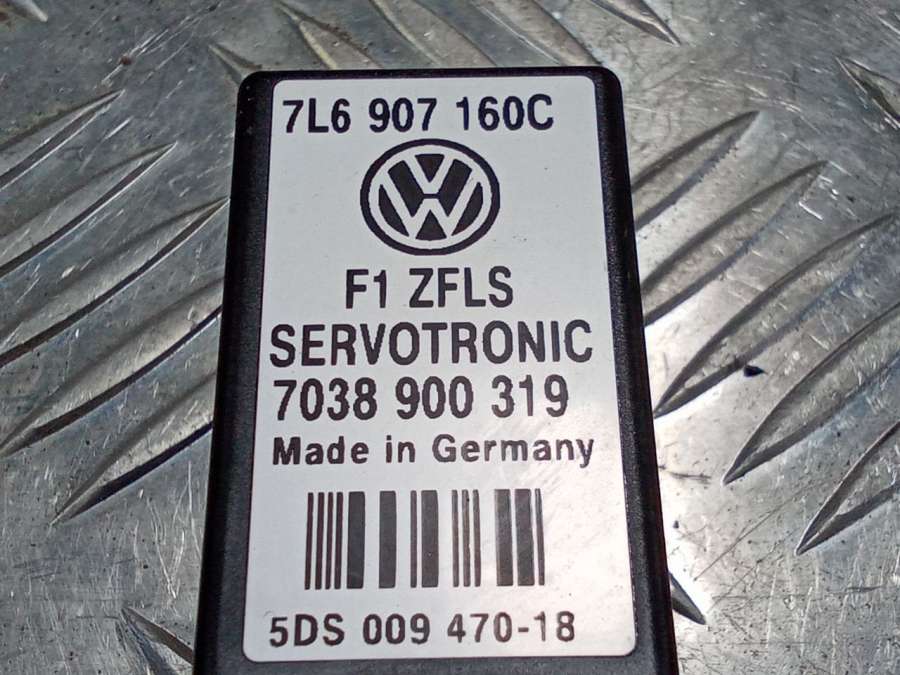 7L6 907 160C
F1 ZFLS
SERVOTRONIC
7038 900 319
Made in Germany
5DS 009 470-18